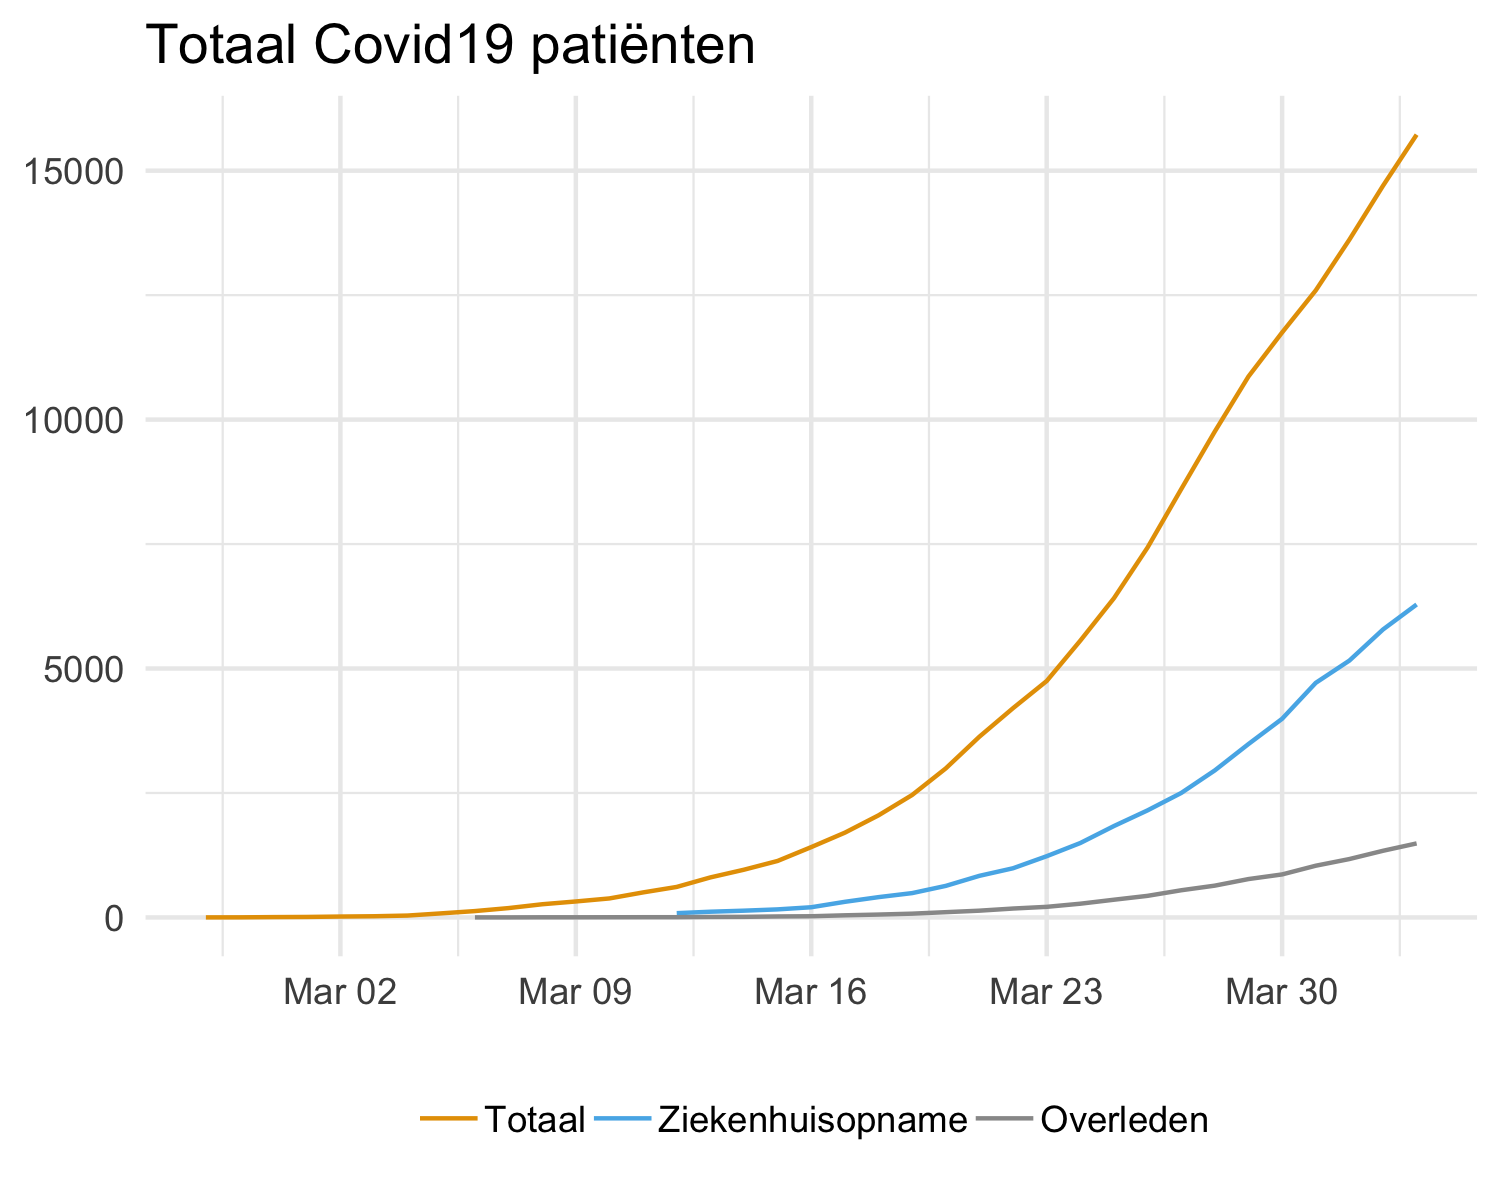 Totaal Covid19 patiënten
15000
10000
5000
0
Mar 02 Mar 09 Mar 16 Mar 23 Mar 30
Totaal Ziekenhuisopname Overleden